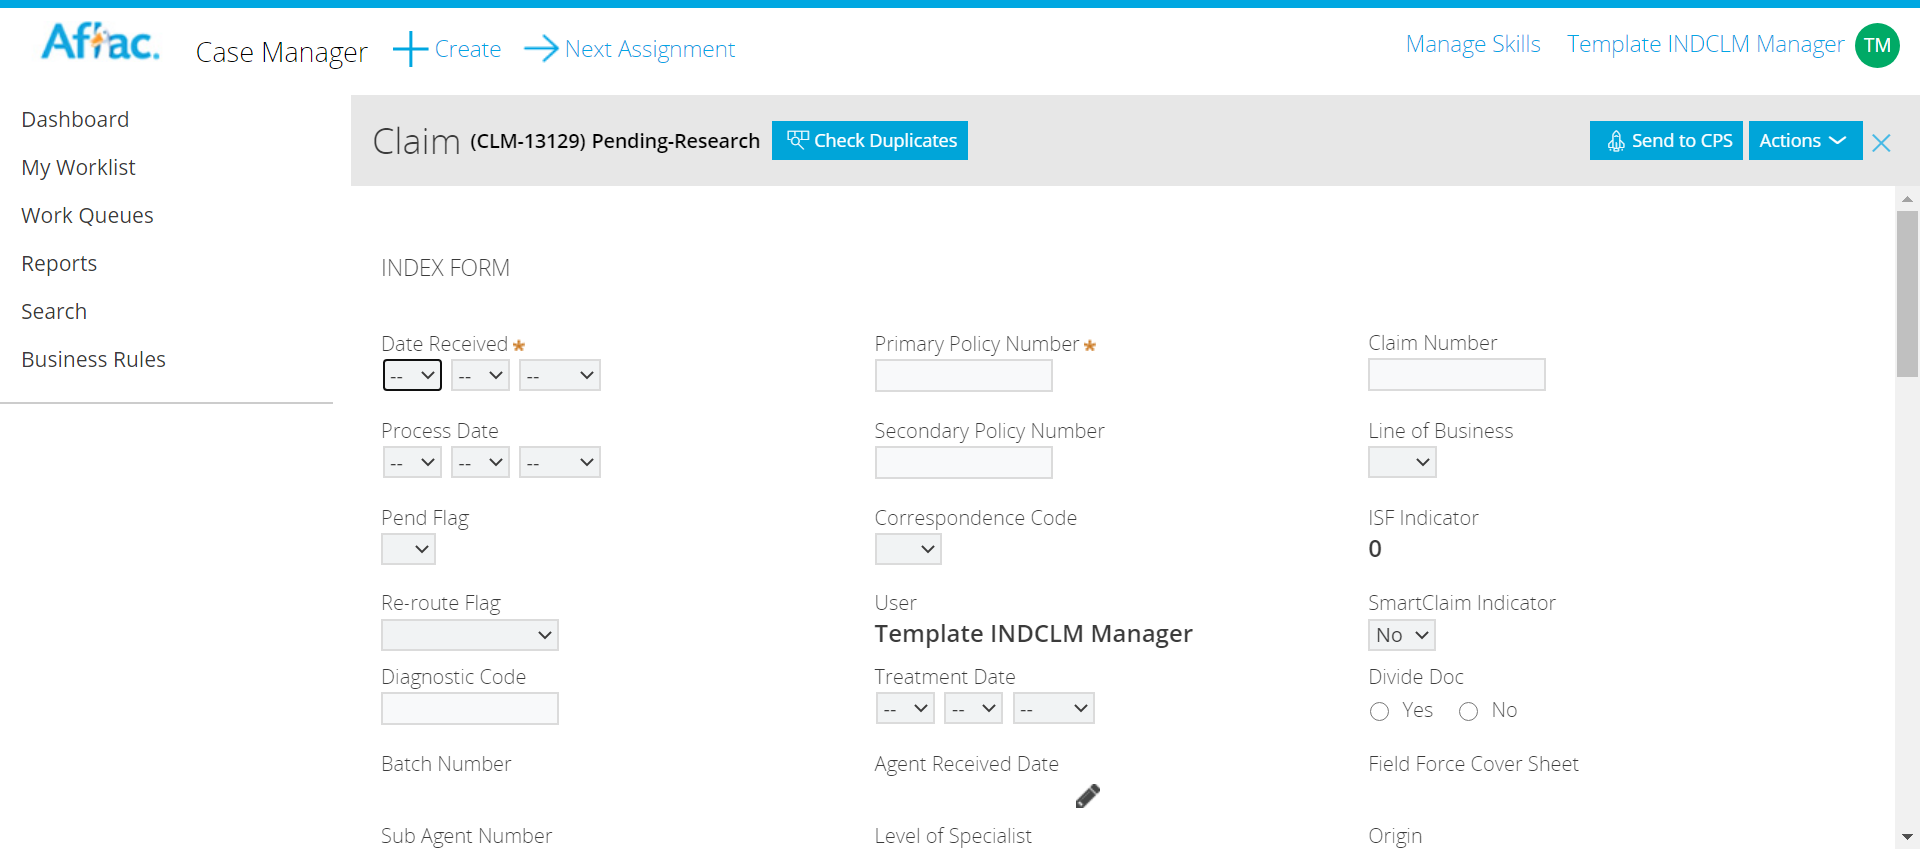 Aflac.
Case Manager
Create
Next Assignment
Manage Skills
Template INDCLM Manager
TM
Dashboard
My Worklist
Work Queues
Reports
Search
Business Rules
Claim (CLM-13129) Pending-Research
Check Duplicates
Send to CPS
Actions
INDEX FORM
Date Received *
-- -- --
Primary Policy Number *
Claim Number
Process Date
-- -- --
Secondary Policy Number
Line of Business
Pend Flag
Correspondence Code
ISF Indicator
0
Re-route Flag
User
Template INDCLM Manager
SmartClaim Indicator
No
Diagnostic Code
Treatment Date
-- -- --
Divide Doc
Yes No
Batch Number
Agent Received Date
Field Force Cover Sheet
Sub Agent Number
Level of Specialist
Origin